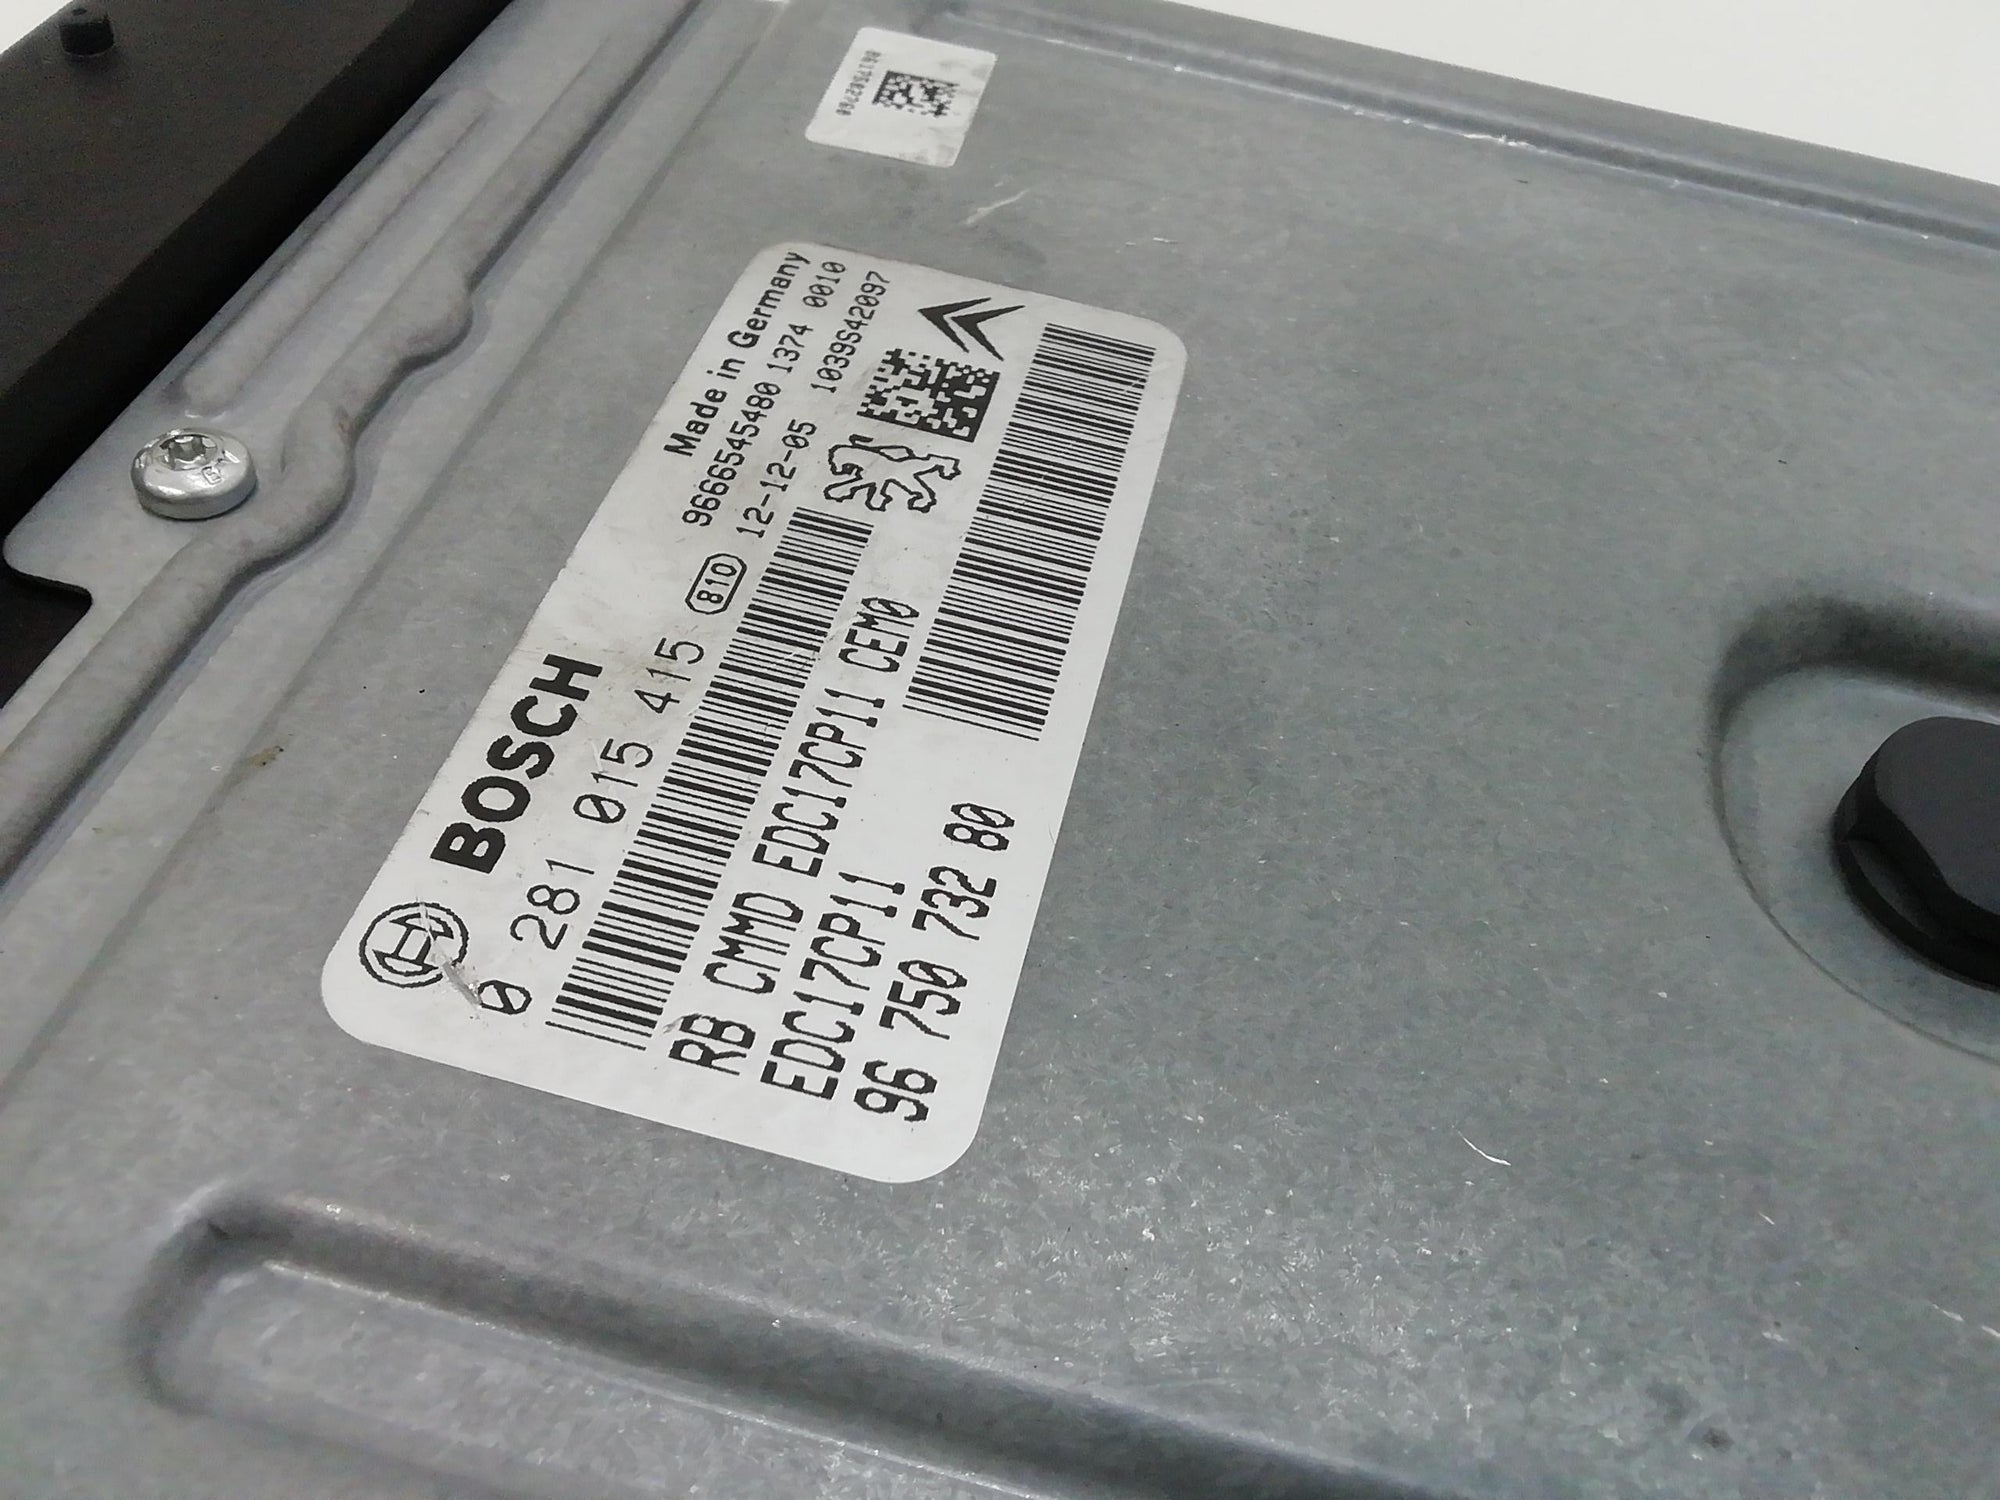 Made in Germany
9666545480 1374 0010
12-12-05 1039S42097
BOSCH
0 281 015 415
810
RB CMMD EDC17CP11 CEM0
EDC17CP11
96 750 732 80